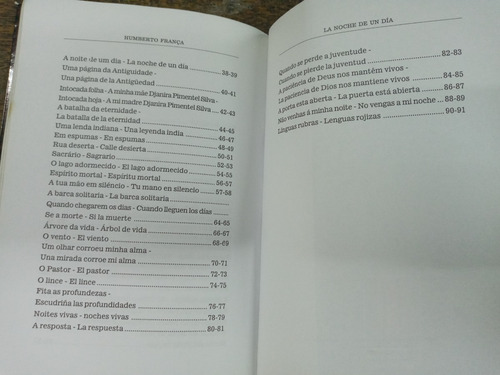 HUMBERTO FRANÇA
A noite de um dia - La noche de un día ........ 38-39
Uma página da Antiguidade -
Una página de la Antigüedad ........ 40-41
Intocada folha - A minha mãe Djanira Pimentel Silva -
Intocada hoja - A mi madre Djanira Pimentel Silva ........ 42-43
A batalha da eternidade -
La batalla de la eternidad ........ 44-45
Uma lenda indiana - Una leyenda india ........ 46-47
Em espumas - En espumas ........ 48-49
Rua deserta - Calle desierta ........ 50-51
Sacrário - Sagrario ........ 52-53
O lago adormecido - El lago adormecido ........ 54-55
Espírito mortal - Espíritu mortal ........ 56-57
A tua mão em silêncio - Tu mano en silencio ........ 57-58
A barca solitária - La barca solitaria
Quando chegarem os dias - Cuando lleguen los días ........
Se a morte - Si la muerte ........ 64-65
Árvore da vida - Árbol de vida ........ 66-67
O vento - El viento ........ 68-69
Um olhar corroeu minha alma -
Una mirada corroe mi alma ........ 70-71
O Pastor - El pastor ........ 72-73
O lince - El lince ........ 74-75
Fita as profundezas -
Escudriña las profundidades ........ 76-77
Noites vivas - noches vivas ........ 78-79
A resposta - La respuesta ........ 80-81
LA NOCHE DE UN DÍA
Quando se perde a juventude -
Cuando se pierde la juventud ........ 82-83
A paciência de Deus nos mantêm vivos -
La paciencia de Dios nos mantiene vivos ........ 84-85
A porta esta aberta - La puerta está abierta ........ 86-87
Não venhas à minha noite - No vengas a mi noche ........ 88-89
Línguas rubras - Lenguas rojizas ........ 90-91